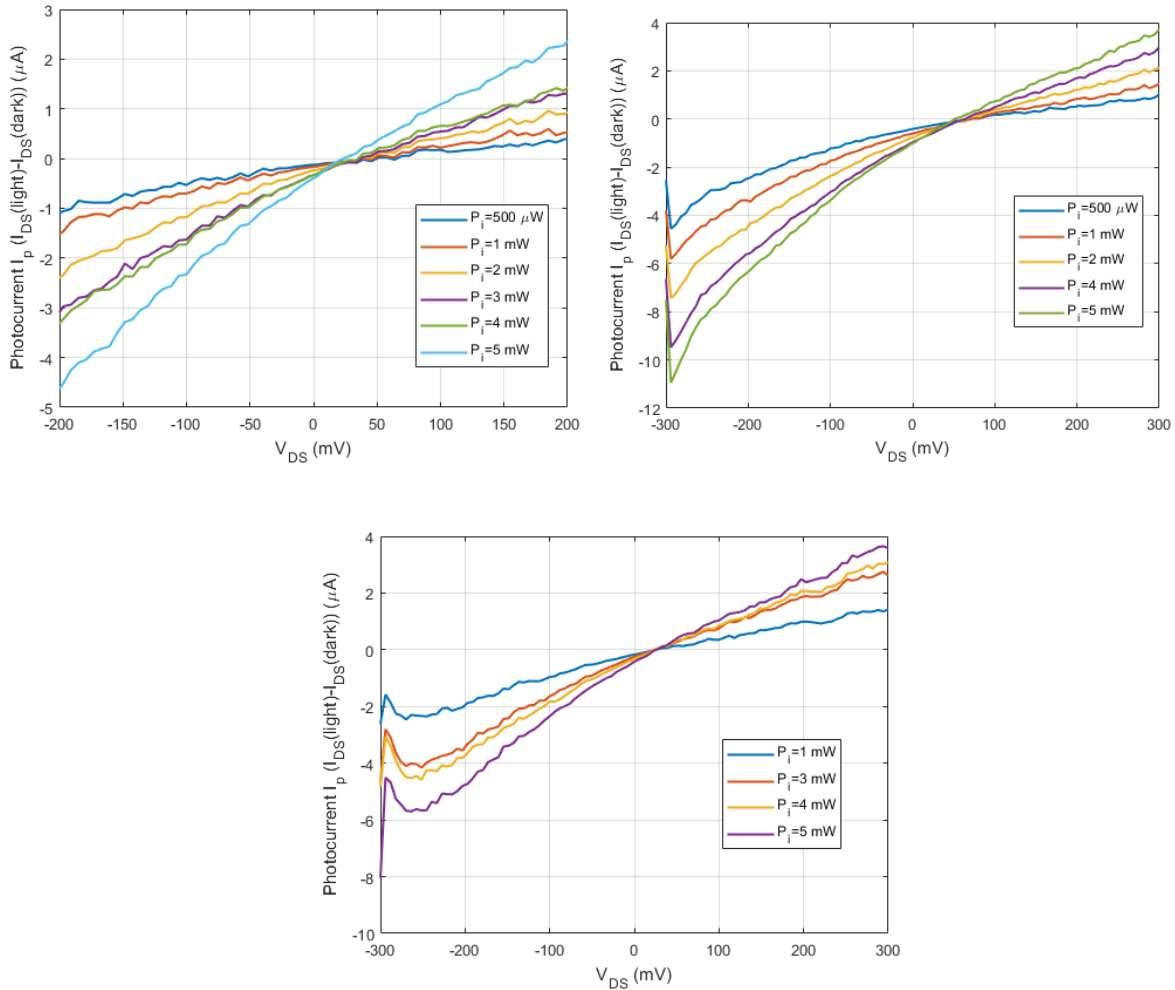 Photocurrent I_p (I_DS(light)-I_DS(dark)) (μA)
3
2
1
0
-1
-2
-3
-4
-5
P_i=500 μW
P_i=1 mW
P_i=2 mW
P_i=3 mW
P_i=4 mW
P_i=5 mW
-200 -150 -100 -50 0 50 100 150 200
V_DS (mV)
Photocurrent I_p (I_DS(light)-I_DS(dark)) (μA)
4
2
0
-2
-4
-6
-8
-10
-12
P_i=500 μW
P_i=1 mW
P_i=2 mW
P_i=4 mW
P_i=5 mW
-300 -200 -100 0 100 200 300
V_DS (mV)
Photocurrent I_p (I_DS(light)-I_DS(dark)) (μA)
4
2
0
-2
-4
-6
-8
-10
P_i=1 mW
P_i=3 mW
P_i=4 mW
P_i=5 mW
-300 -200 -100 0 100 200 300
V_DS (mV)